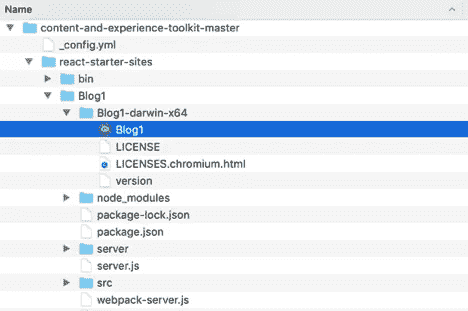 Name
content-and-experience-toolkit-master
_config.yml
react-starter-sites
bin
Blog1
Blog1-darwin-x64
Blog1
LICENSE
LICENSES.chromium.html
version
node_modules
package-lock.json
package.json
server
server.js
src
webpack-server.js